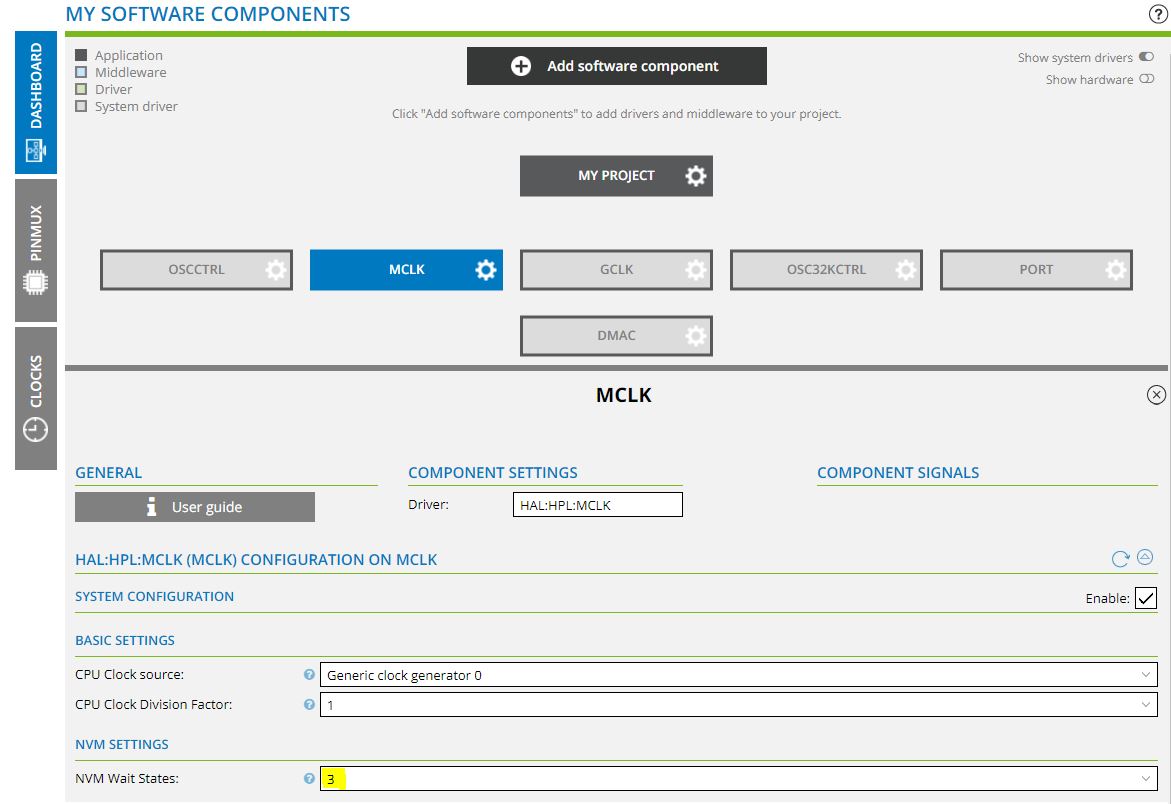 MY SOFTWARE COMPONENTS
?
DASHBOARD
PINMUX
CLOCKS
Application
Middleware
Driver
System driver
Add software component
Show system drivers
Show hardware
Click "Add software components" to add drivers and middleware to your project.
MY PROJECT
OSCCTRL
MCLK
GCLK
OSC32KCTRL
PORT
DMAC
MCLK
GENERAL
COMPONENT SETTINGS
COMPONENT SIGNALS
User guide
Driver:
HAL:HPL:MCLK
HAL:HPL:MCLK (MCLK) CONFIGURATION ON MCLK
SYSTEM CONFIGURATION
Enable:
BASIC SETTINGS
CPU Clock source: ? Generic clock generator 0
CPU Clock Division Factor: ? 1
NVM SETTINGS
NVM Wait States: ? 3